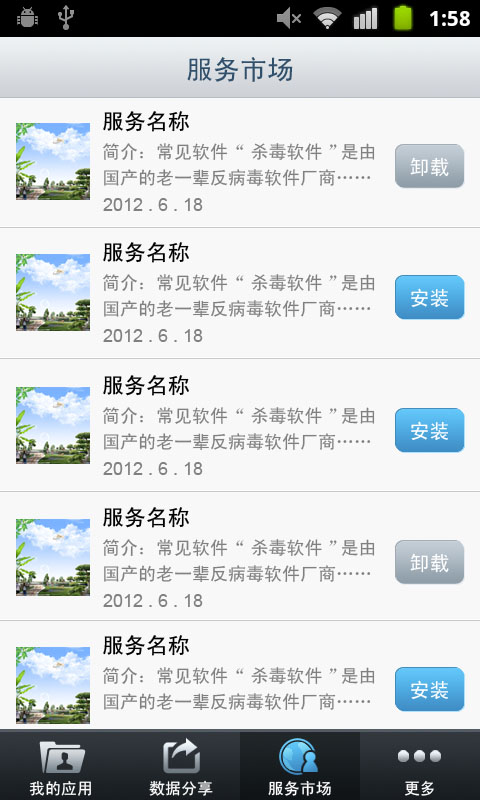 1:58
服务市场
服务名称
简介：常见软件“ 杀毒软件 ”是由
国产的老一辈反病毒软件厂商……
2012 . 6 . 18
卸载
服务名称
简介：常见软件“ 杀毒软件 ”是由
国产的老一辈反病毒软件厂商……
2012 . 6 . 18
安装
服务名称
简介：常见软件“ 杀毒软件 ”是由
国产的老一辈反病毒软件厂商……
2012 . 6 . 18
安装
服务名称
简介：常见软件“ 杀毒软件 ”是由
国产的老一辈反病毒软件厂商……
2012 . 6 . 18
卸载
服务名称
简介：常见软件“ 杀毒软件 ”是由
国产的老一辈反病毒软件厂商……
安装
我的应用
数据分享
服务市场
更多